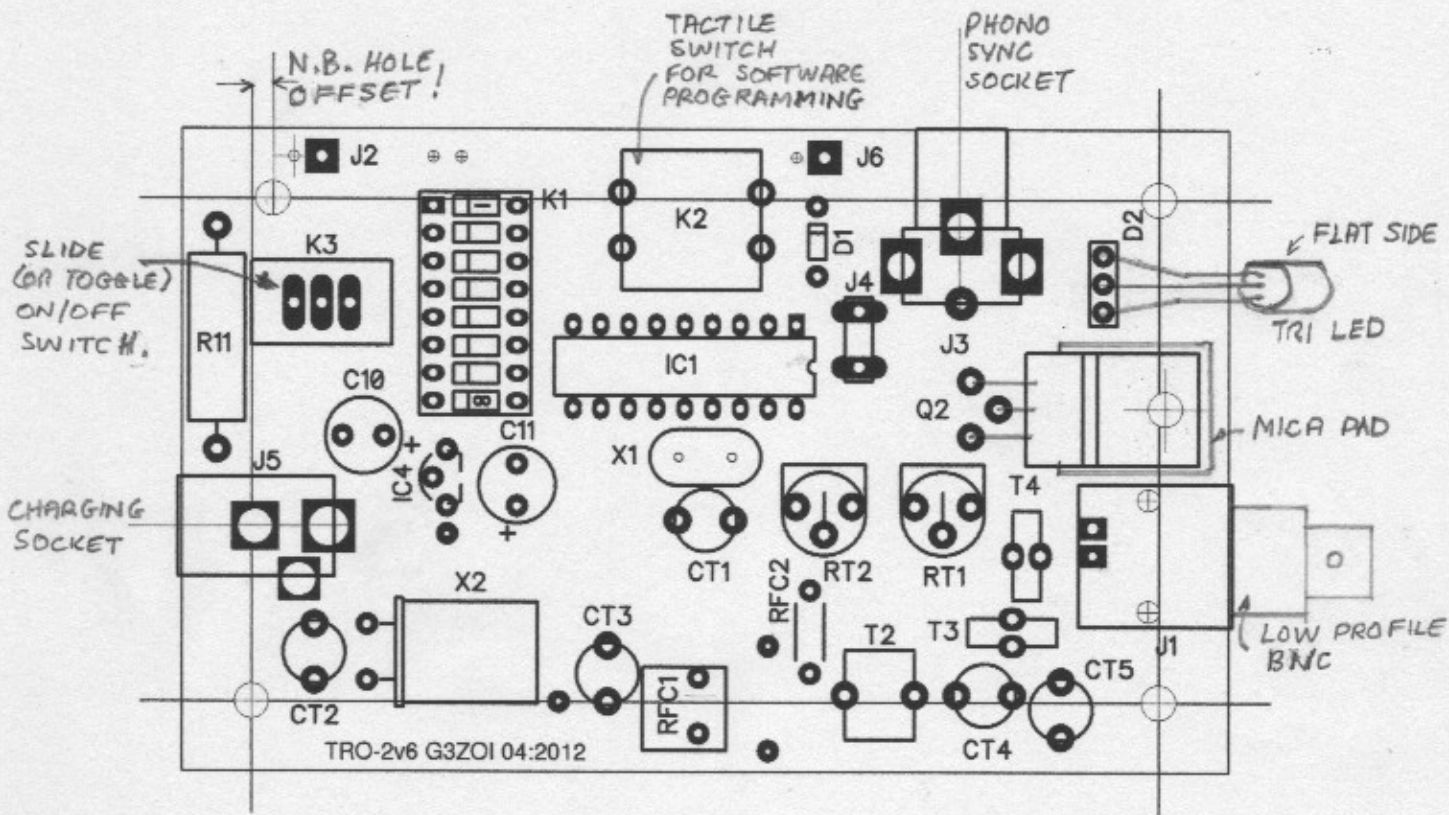 TACTILE
SWITCH
FOR SOFTWARE
PROGRAMMING
PHONO
SYNC
SOCKET
N.B. HOLE
OFFSET!
J2
J6
K1
K2
D1
D2
FLAT SIDE
SLIDE
(OR TOGGLE)
ON/OFF
SWITCH.
K3
1
J4
TRI LED
R11
IC1
J3
C10
8
Q2
MICA PAD
C11
+
X1
J5
IC4
T4
CHARGING
SOCKET
+
CT1
RT2
RT1
X2
RFC2
CT3
T2
T3
J1
LOW PROFILE
BNC
CT5
CT2
RFC1
CT4
TRO-2v6 G3ZOI 04:2012